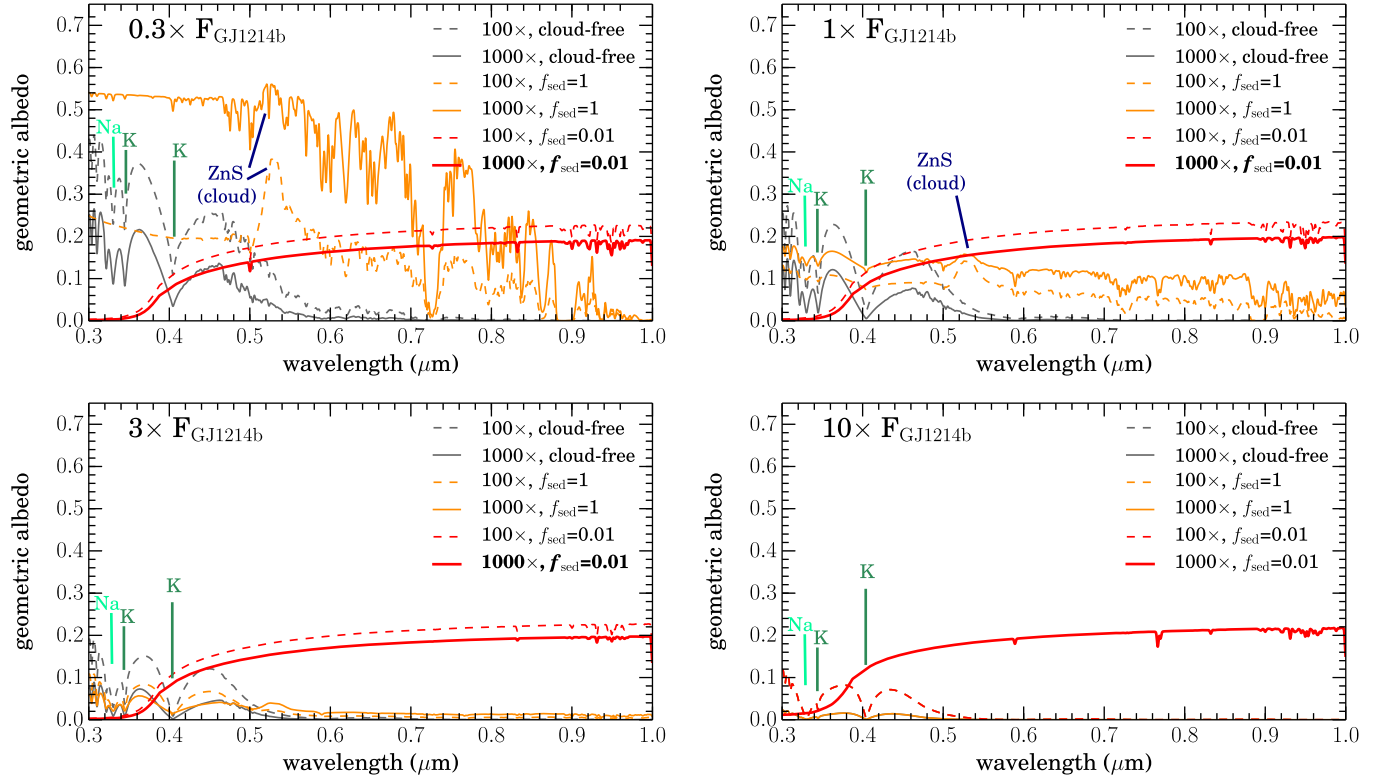 0.3× F_GJ1214b
100×, cloud-free
1000×, cloud-free
100×, f_sed=1
1000×, f_sed=1
100×, f_sed=0.01
1000×, f_sed=0.01
Na
K
K
ZnS
(cloud)
geometric albedo
0.7
0.6
0.5
0.4
0.3
0.2
0.1
0.0
0.3 0.4 0.5 0.6 0.7 0.8 0.9 1.0
wavelength (μm)
1× F_GJ1214b
100×, cloud-free
1000×, cloud-free
100×, f_sed=1
1000×, f_sed=1
100×, f_sed=0.01
1000×, f_sed=0.01
Na
K
K
ZnS
(cloud)
geometric albedo
0.7
0.6
0.5
0.4
0.3
0.2
0.1
0.0
0.3 0.4 0.5 0.6 0.7 0.8 0.9 1.0
wavelength (μm)
3× F_GJ1214b
100×, cloud-free
1000×, cloud-free
100×, f_sed=1
1000×, f_sed=1
100×, f_sed=0.01
1000×, f_sed=0.01
Na
K
K
geometric albedo
0.7
0.6
0.5
0.4
0.3
0.2
0.1
0.0
0.3 0.4 0.5 0.6 0.7 0.8 0.9 1.0
wavelength (μm)
10× F_GJ1214b
100×, cloud-free
1000×, cloud-free
100×, f_sed=1
1000×, f_sed=1
100×, f_sed=0.01
1000×, f_sed=0.01
Na
K
K
geometric albedo
0.7
0.6
0.5
0.4
0.3
0.2
0.1
0.0
0.3 0.4 0.5 0.6 0.7 0.8 0.9 1.0
wavelength (μm)